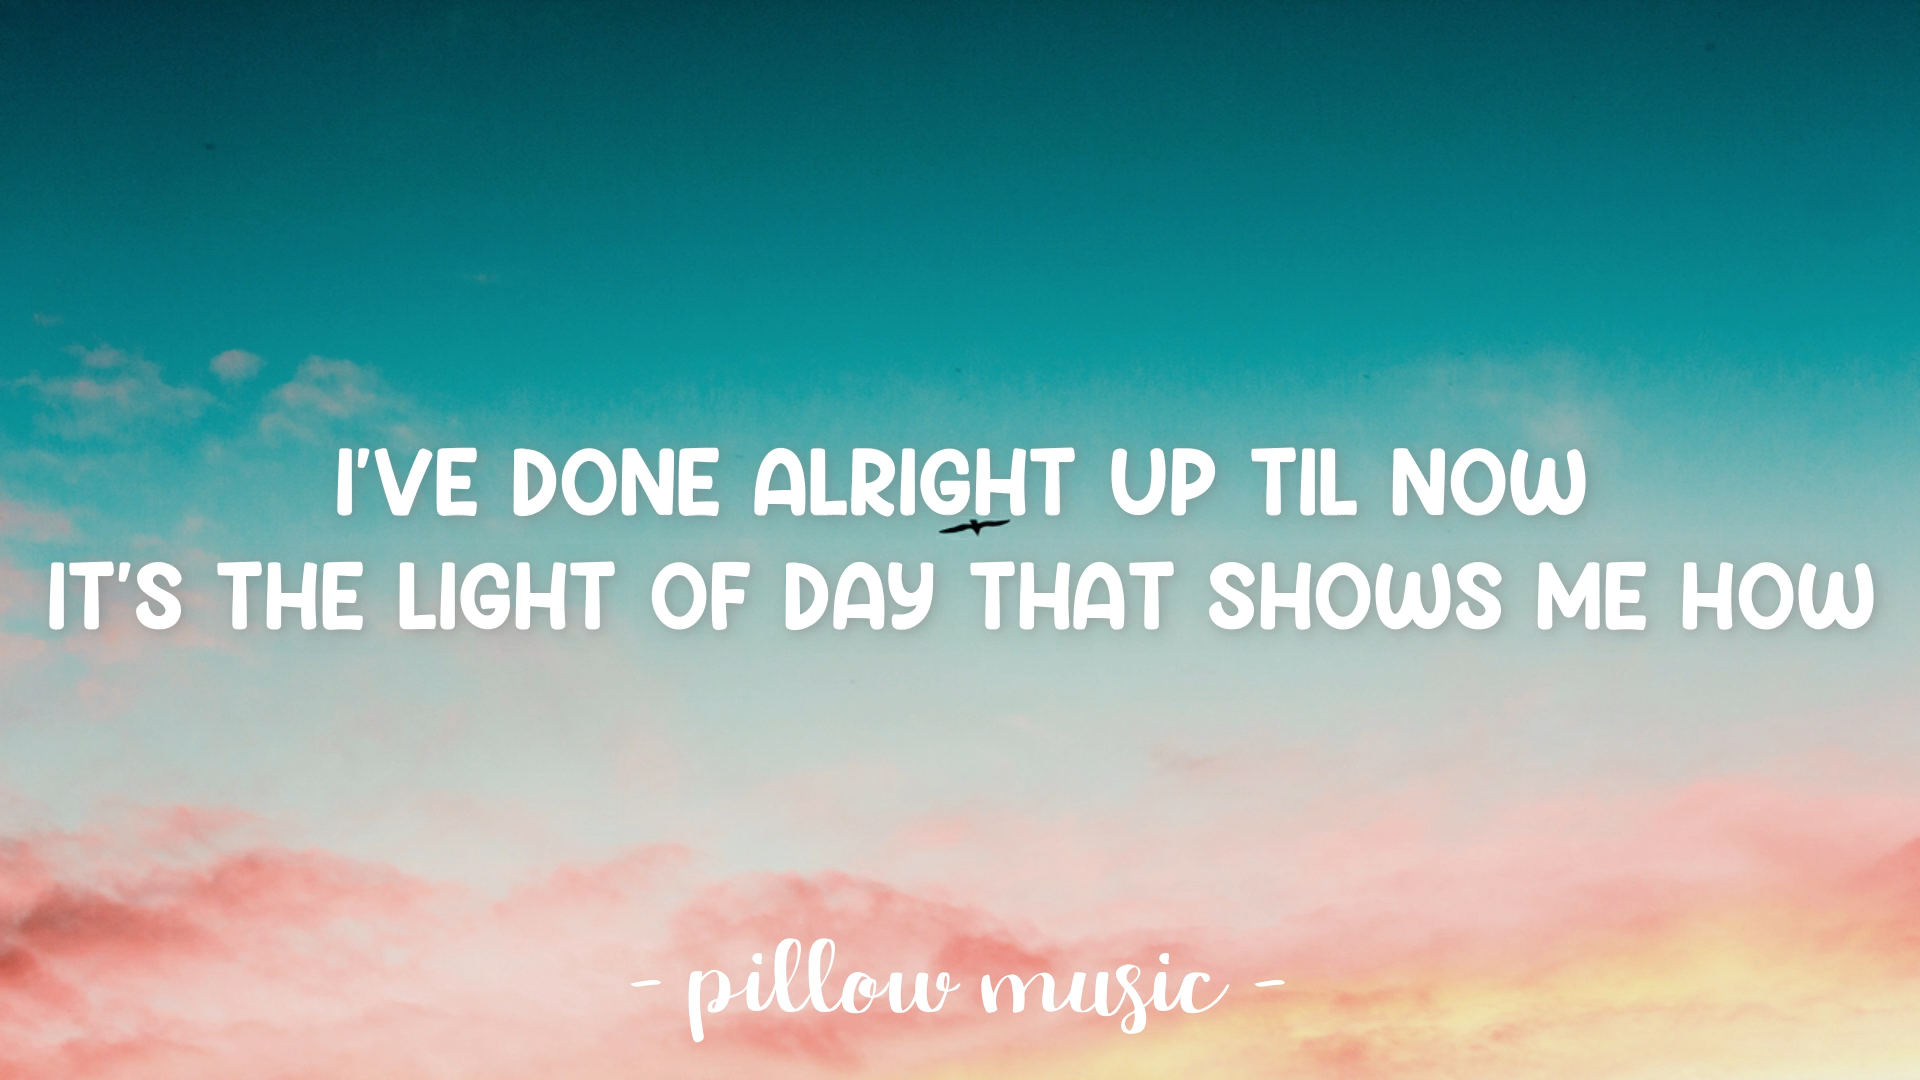 I'VE DONE ALRIGHT UP TIL NOW
IT'S THE LIGHT OF DAY THAT SHOWS ME HOW
- pillow music -